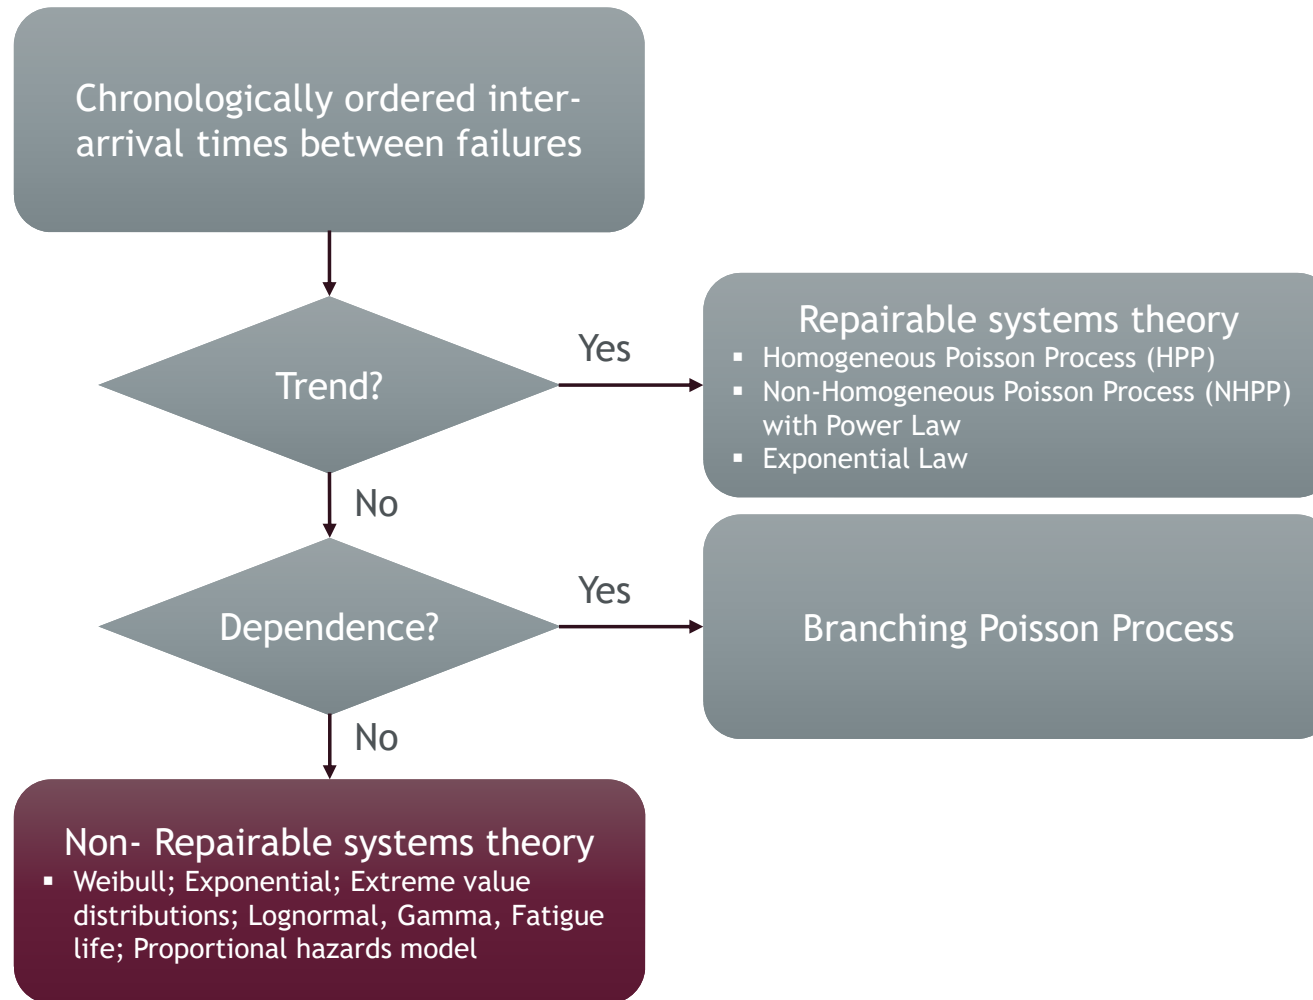 Chronologically ordered inter-
arrival times between failures
Trend?
Yes
Repairable systems theory
▪ Homogeneous Poisson Process (HPP)
▪ Non-Homogeneous Poisson Process (NHPP)
with Power Law
▪ Exponential Law
No
Dependence?
Yes
Branching Poisson Process
No
Non- Repairable systems theory
▪ Weibull; Exponential; Extreme value
distributions; Lognormal, Gamma, Fatigue
life; Proportional hazards model